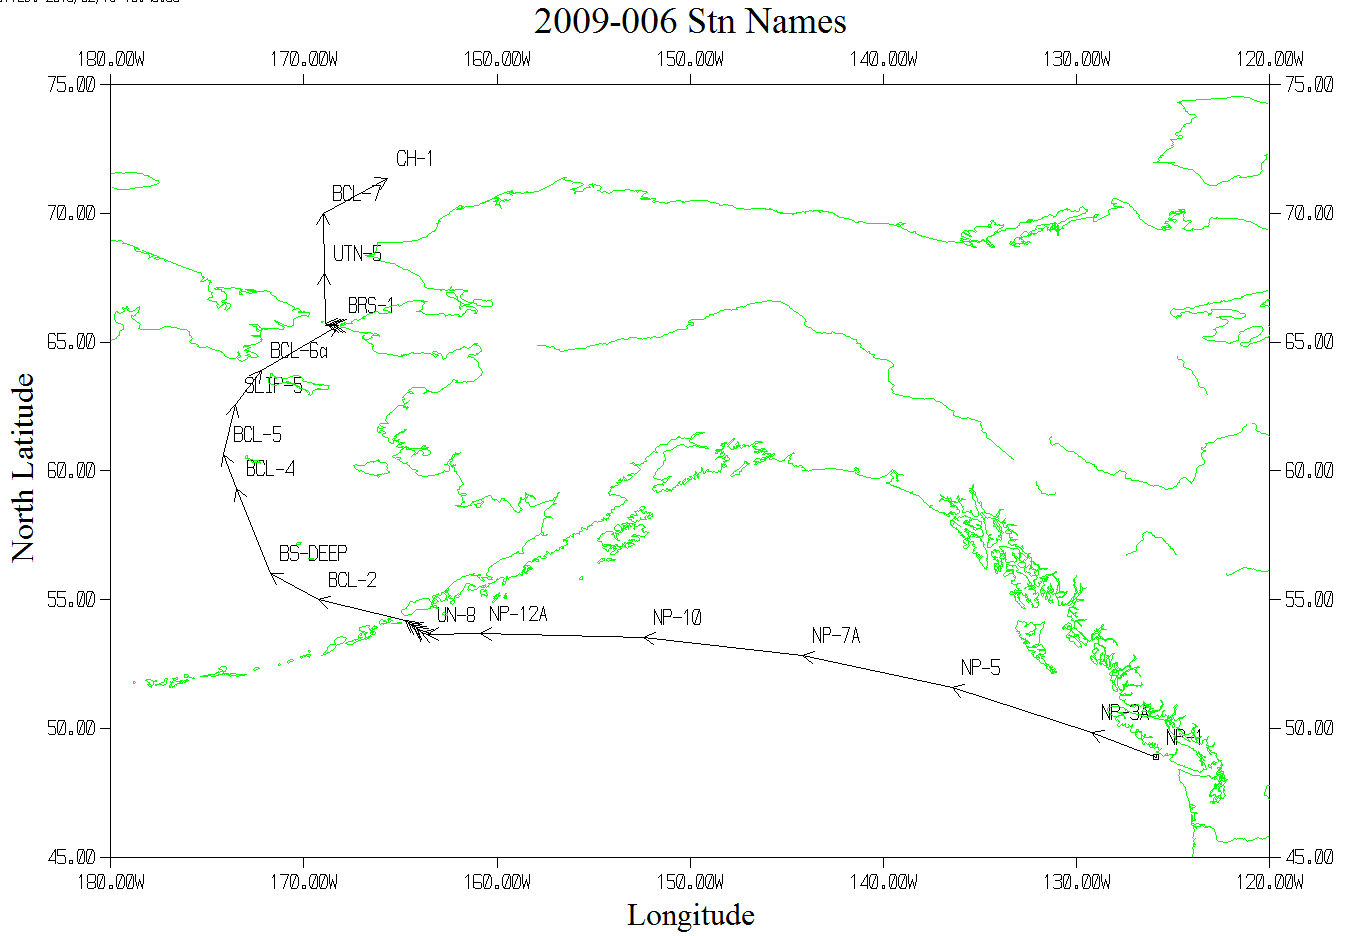 2009-006 Stn Names
180.00W 170.00W 160.00W 150.00W 140.00W 130.00W 120.00W
75.00 75.00
CH-1
BCL-7
70.00 70.00
UTN-5
BRS-1
65.00 65.00
BCL-6a
SLIP-5
BCL-5
60.00 60.00
BCL-4
BS-DEEP
BCL-2
55.00 55.00
UN-8 NP-12A NP-10
NP-7A
NP-5
NP-3A
50.00 50.00
NP-1
45.00 45.00
180.00W 170.00W 160.00W 150.00W 140.00W 130.00W 120.00W
North Latitude
Longitude